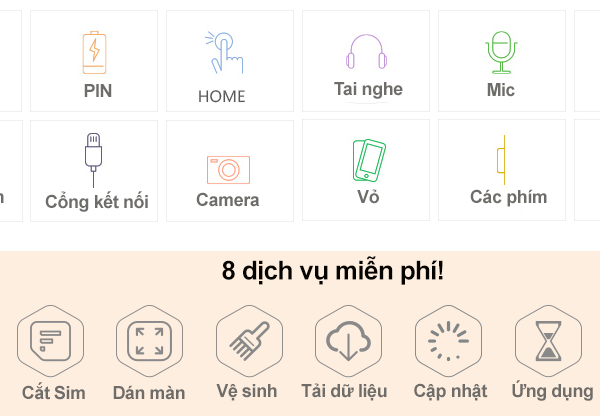 PIN
HOME
Tai nghe
Mic
Cổng kết nối
Camera
Vỏ
Các phím
8 dịch vụ miễn phí!
Cắt Sim
Dán màn
Vệ sinh
Tải dữ liệu
Cập nhật
Ứng dụng